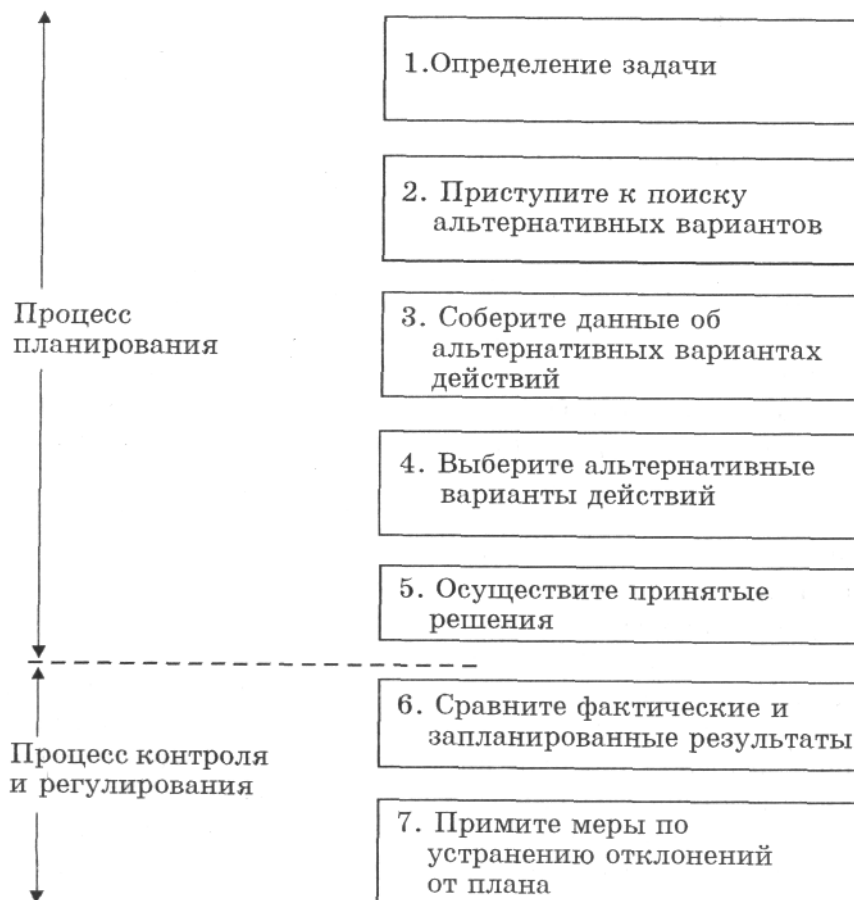 1.Определение задачи
2. Приступите к поиску
альтернативных вариантов
Процесс
планирования
3. Соберите данные об
альтернативных вариантах
действий
4. Выберите альтернативные
варианты действий
5. Осуществите принятые
решения
6. Сравните фактические и
запланированные результаты
Процесс контроля
и регулирования
7. Примите меры по
устранению отклонений
от плана